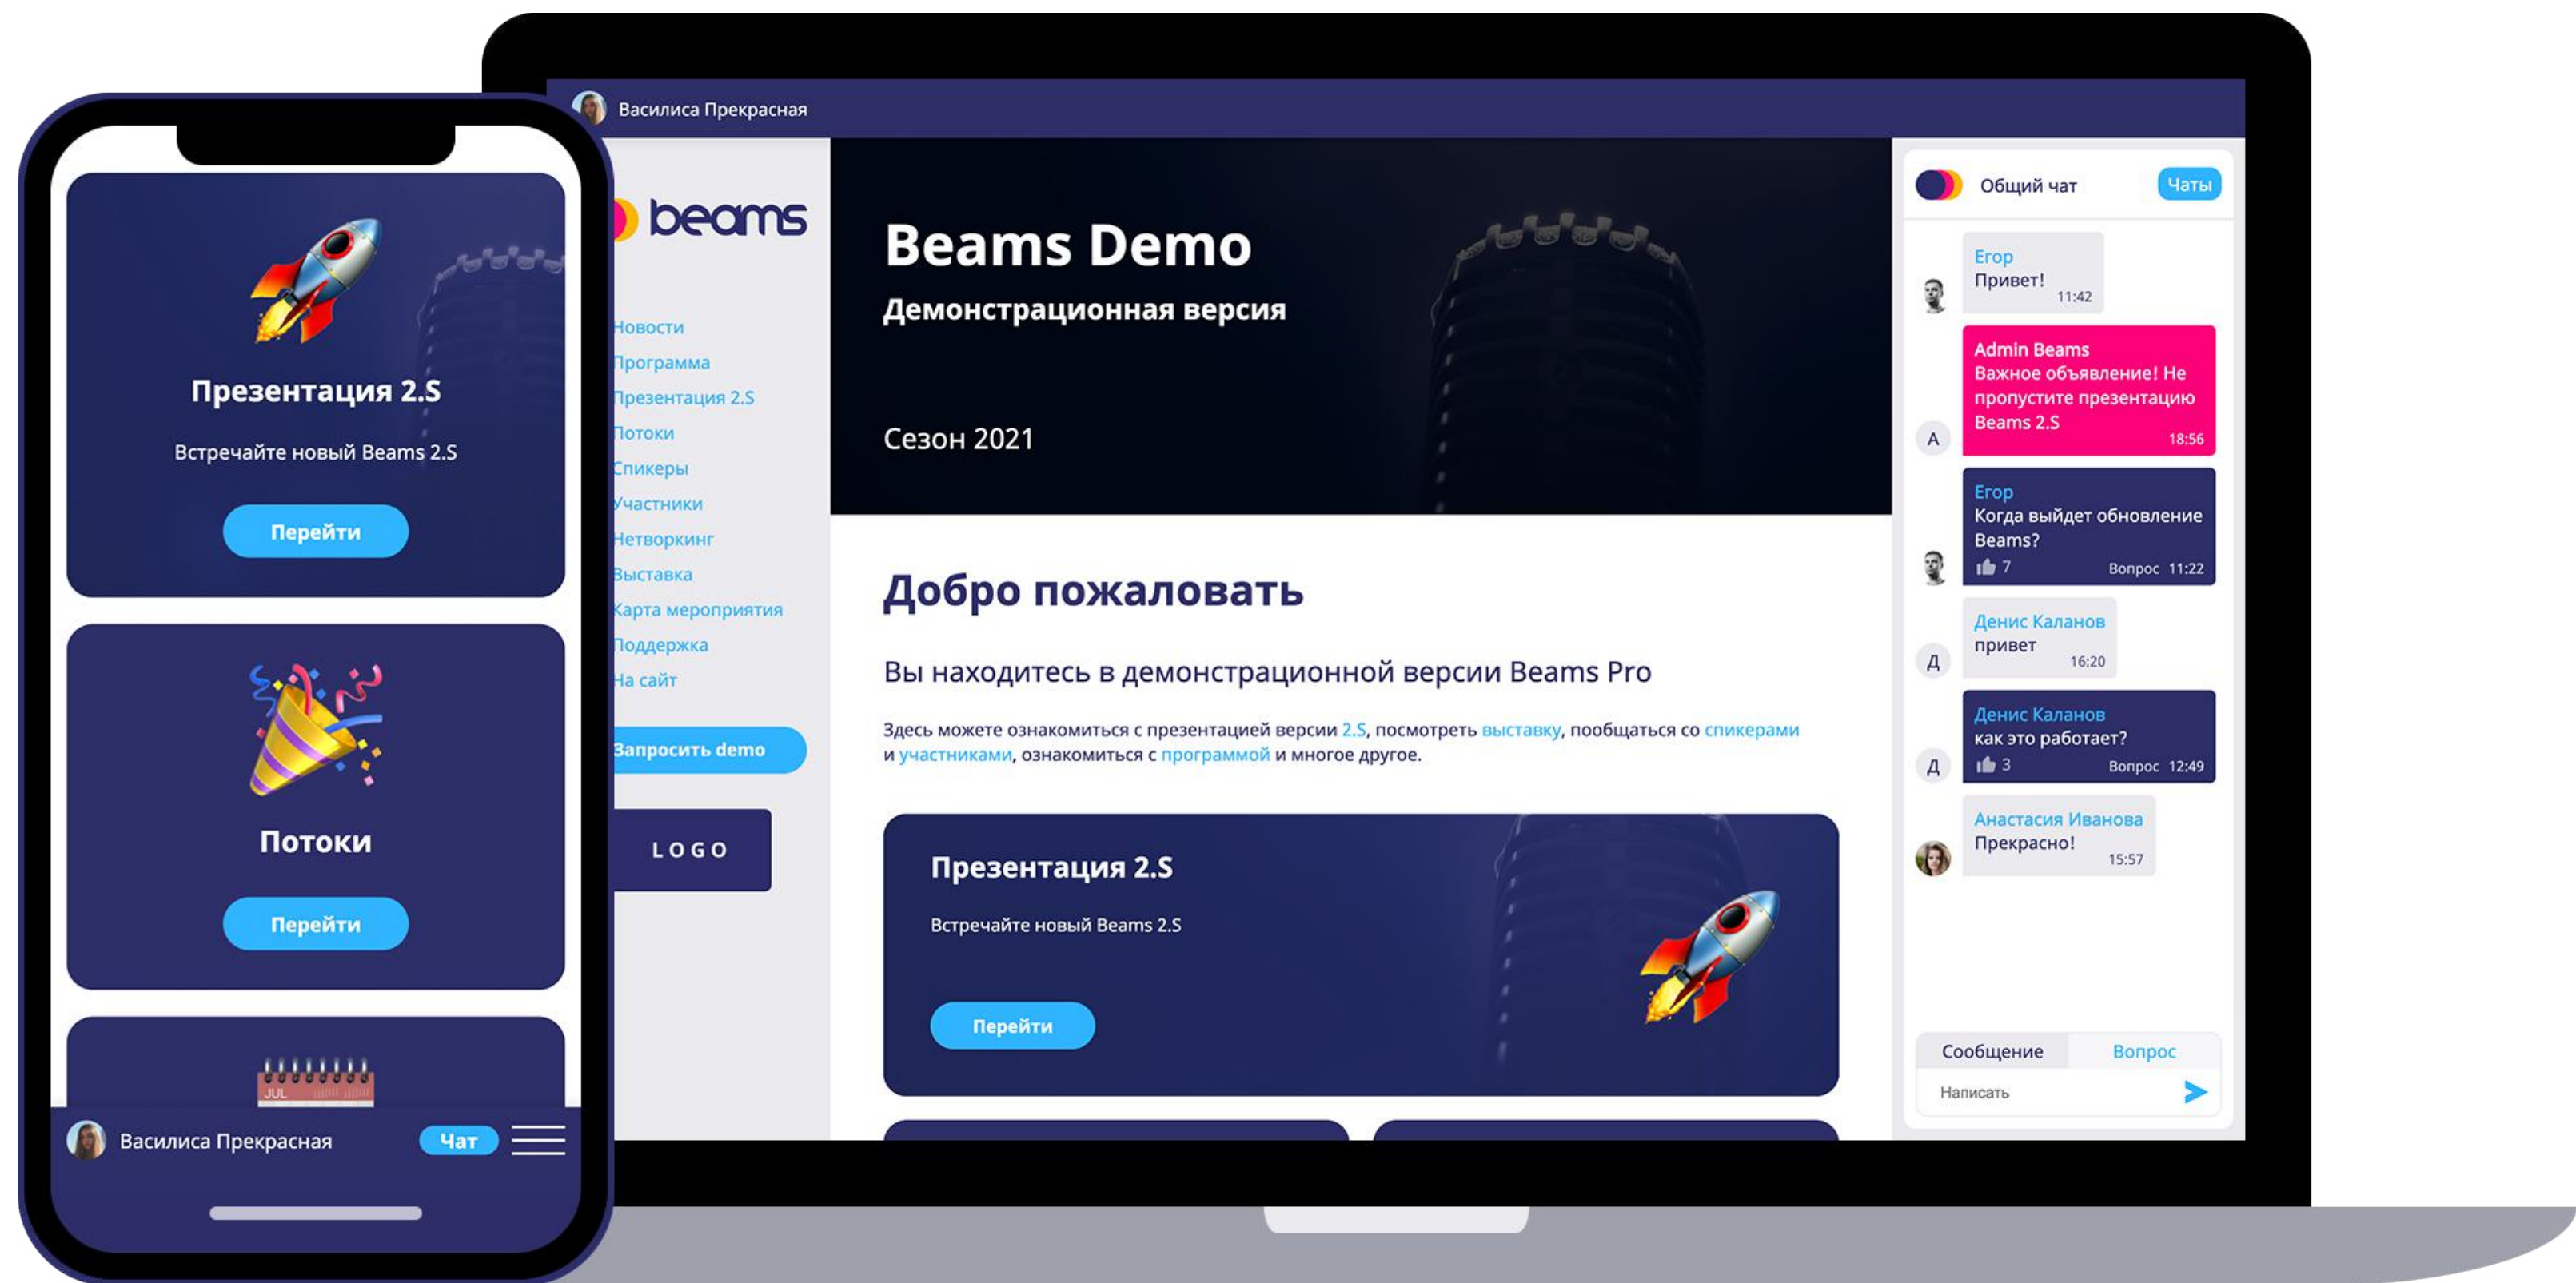 Презентация 2.S
Встречайте новый Beams 2.S
Перейти
Потоки
Перейти
JUL
Василиса Прекрасная
Чат
Василиса Прекрасная
beams
Новости
Программа
Презентация 2.S
Потоки
Спикеры
Участники
Нетворкинг
Выставка
Карта мероприятия
Поддержка
На сайт
Запросить demo
LOGO
Beams Demo
Демонстрационная версия
Сезон 2021
Добро пожаловать
Вы находитесь в демонстрационной версии Beams Pro
Здесь можете ознакомиться с презентацией версии 2.S, посмотреть выставку, пообщаться со спикерами
и участниками, ознакомиться с программой и многое другое.
Презентация 2.S
Встречайте новый Beams 2.S
Перейти
Общий чат
Чаты
Егор
Привет!
11:42
Admin Beams
Важное объявление! Не
пропустите презентацию
Beams 2.S
18:56
А
Егор
Когда выйдет обновление
Beams?
7 Вопрос 11:22
Денис Каланов
привет
16:20
Д
Денис Каланов
как это работает?
3 Вопрос 12:49
Д
Анастасия Иванова
Прекрасно!
15:57
Сообщение Вопрос
Написать